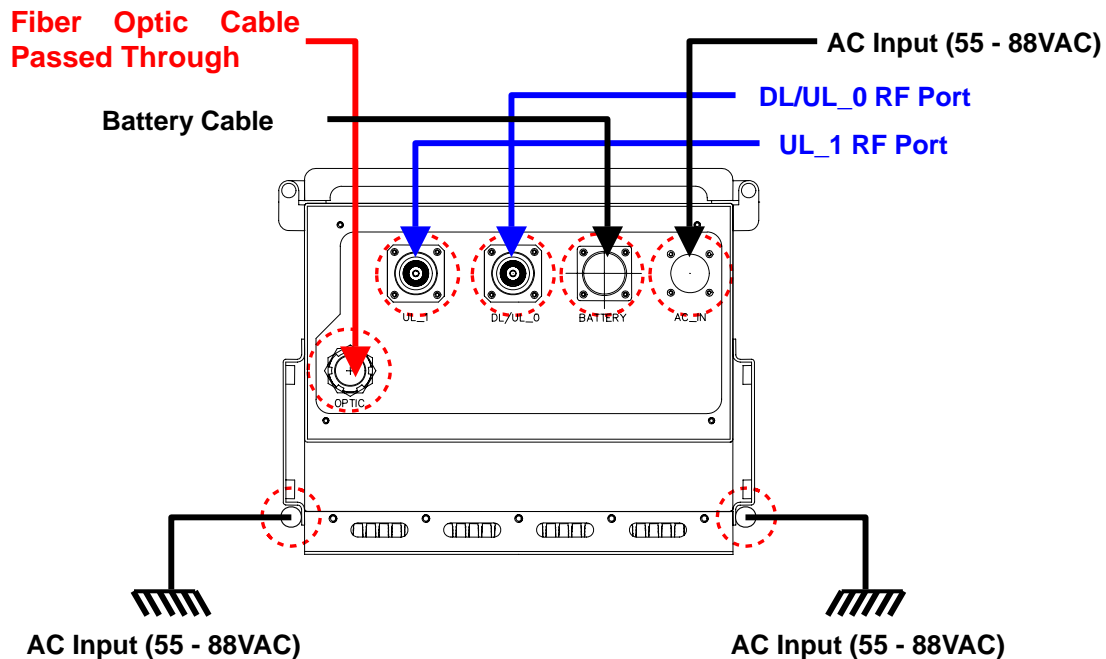 Fiber Optic Cable
Passed Through
AC Input (55 - 88VAC)
DL/UL_0 RF Port
Battery Cable
UL_1 RF Port
UL_1
DL/UL_0
BATTERY
AC_IN
OPTIC
AC Input (55 - 88VAC)
AC Input (55 - 88VAC)